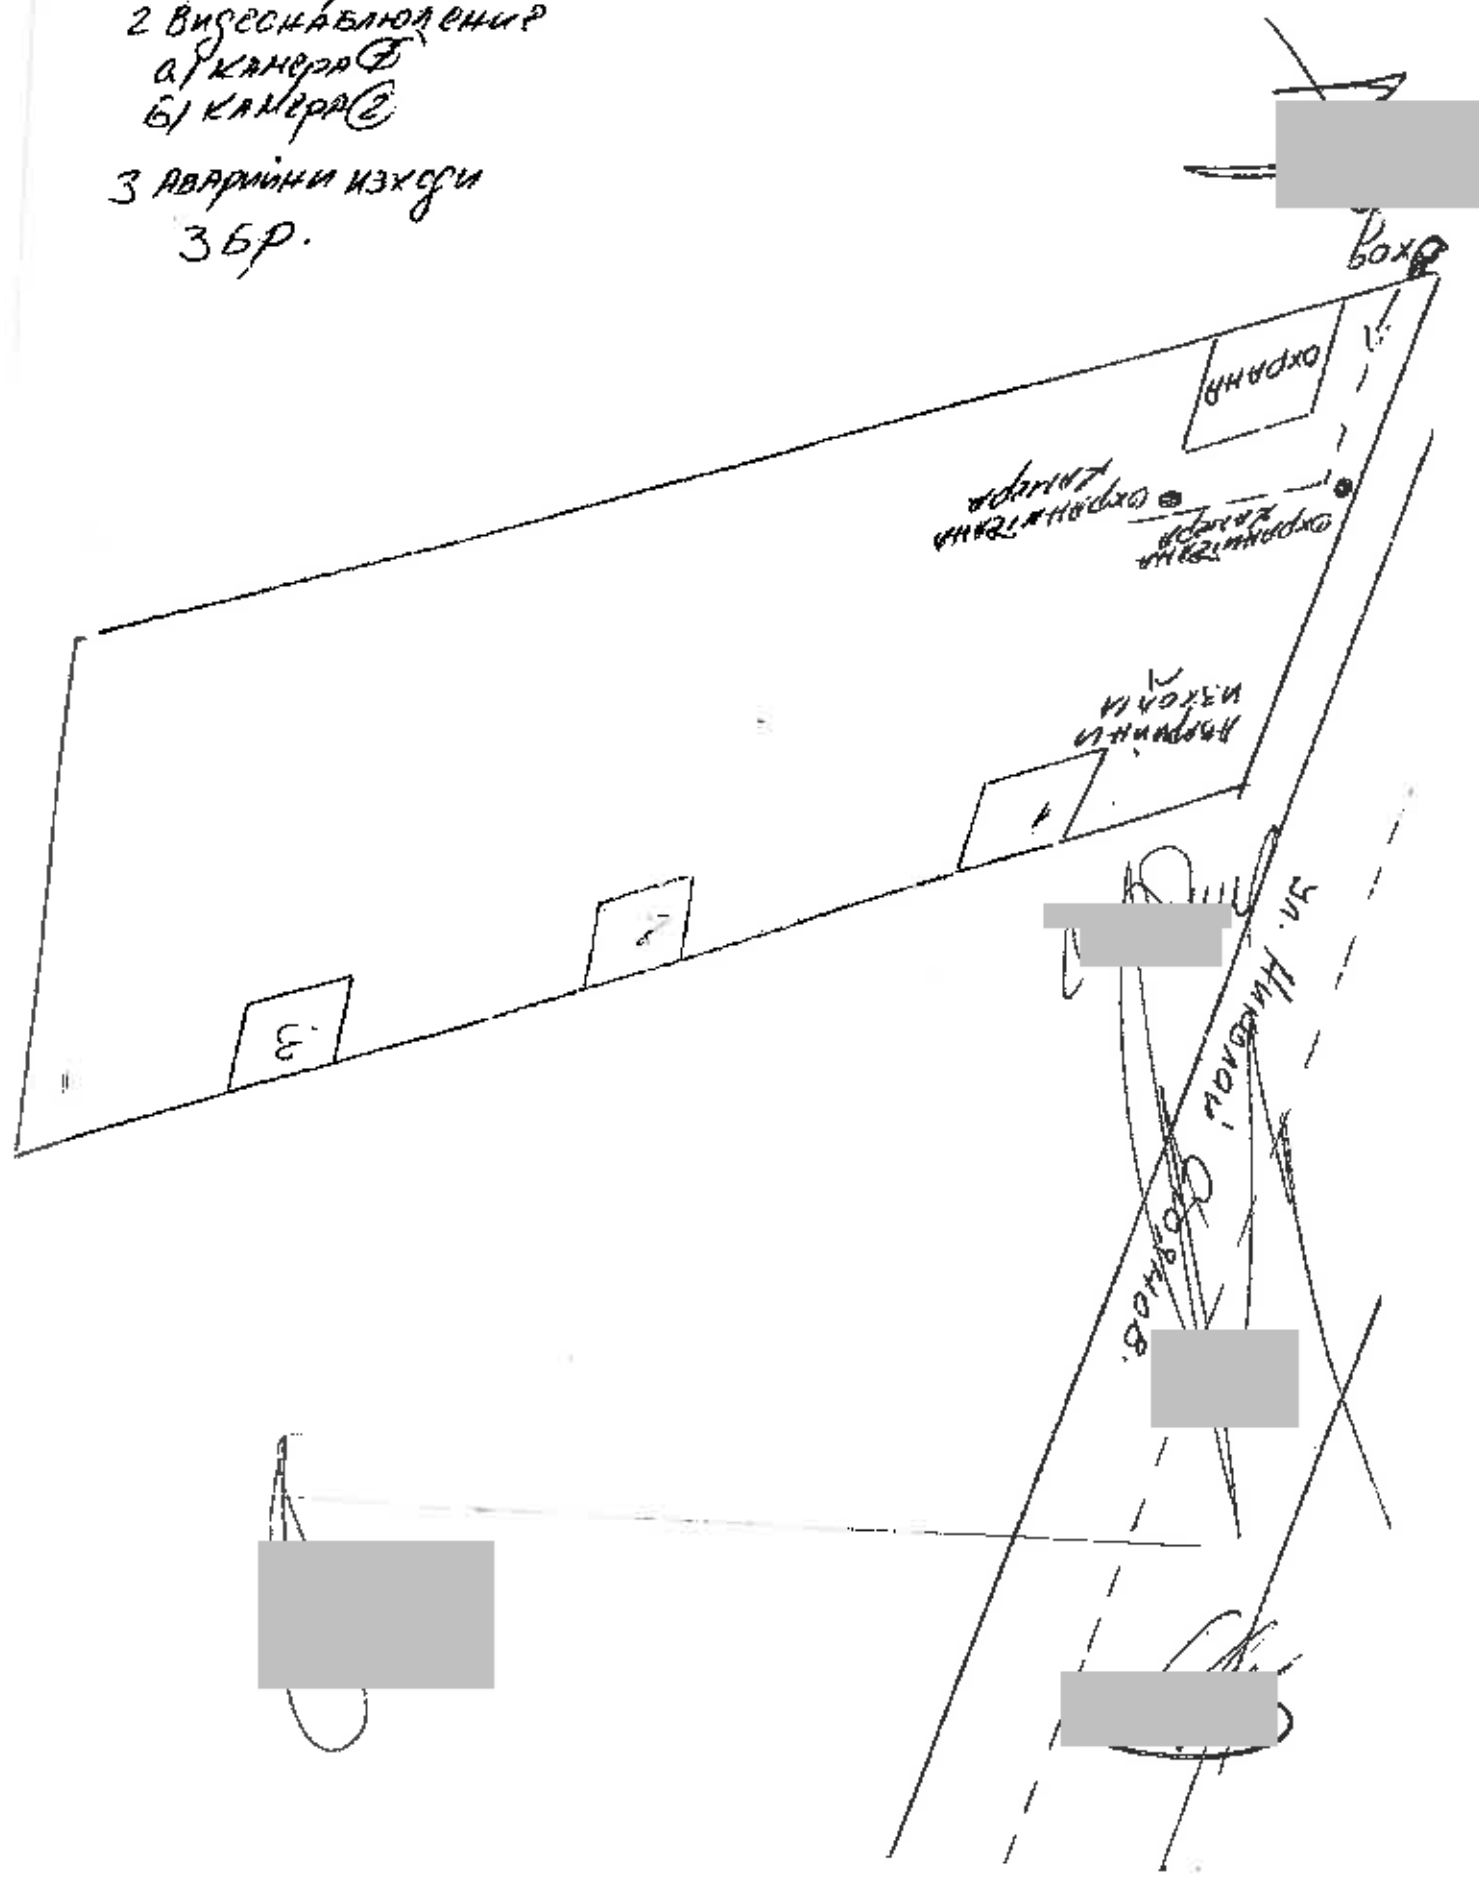 2 Видеонаблюдение
а) камера 1
б) камера 2
3 Аварийни изходи
3 бр.
Вход
охрана
охранителна
камера
охранителна
камера
Аварийни
изходи
1
2
3
ул. Николай